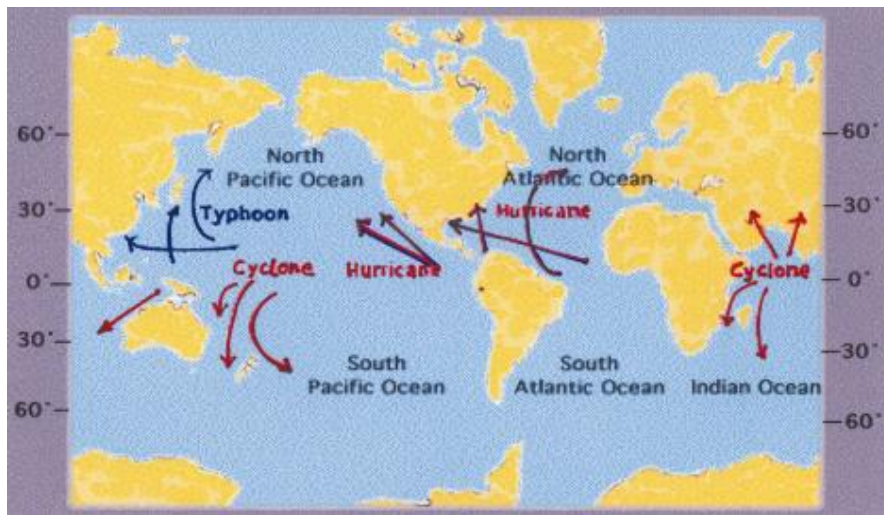 60°
60°
North
Pacific Ocean
North
Atlantic Ocean
30°
30°
Typhoon
Hurricane
Cyclone
Hurricane
Cyclone
0°
0°
30°
30°
South
Pacific Ocean
South
Atlantic Ocean
Indian Ocean
60°
60°